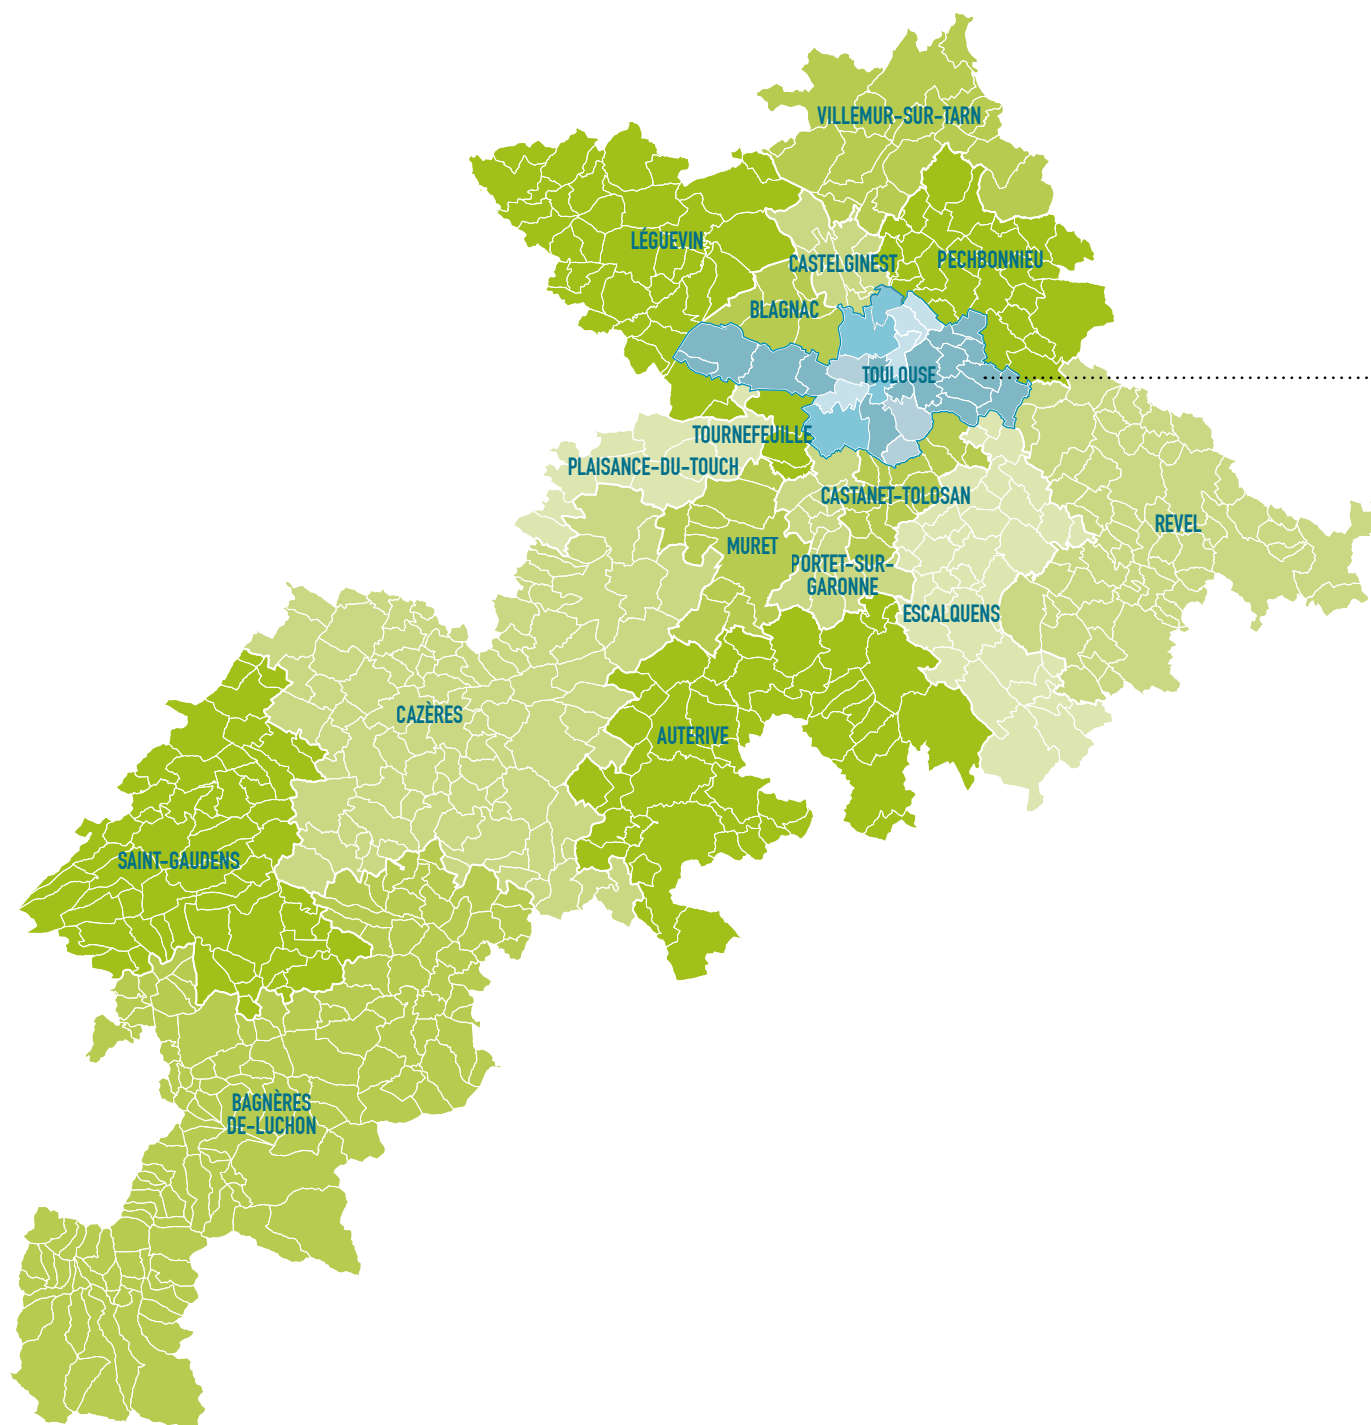 VILLEMUR-SUR-TARN
LÉGUEVIN
CASTELGINEST
PECHBONNIEU
BLAGNAC
TOULOUSE
TOURNEFEUILLE
PLAISANCE-DU-TOUCH
CASTANET-TOLOSAN
REVEL
MURET
PORTET-SUR-
GARONNE
ESCALQUENS
CAZÈRES
AUTERIVE
SAINT-GAUDENS
BAGNÈRES
DE-LUCHON